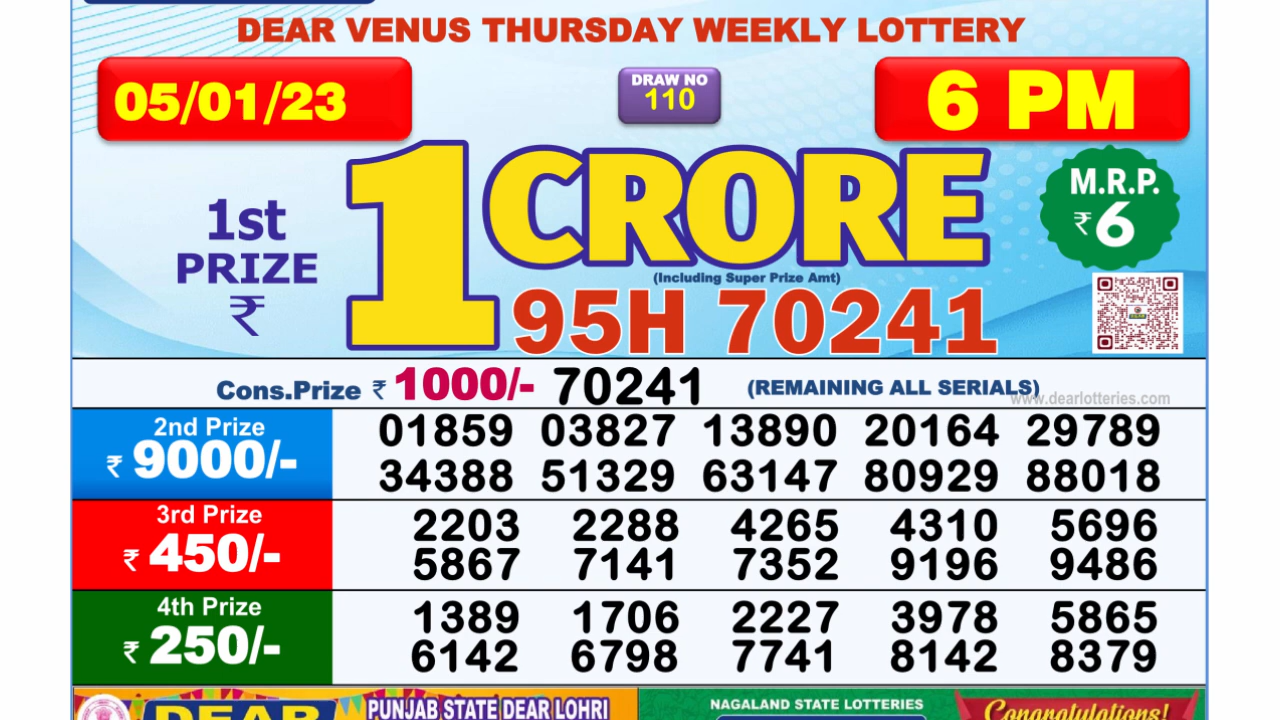 DEAR VENUS THURSDAY WEEKLY LOTTERY
05/01/23
DRAW NO
110
6 PM
1st
PRIZE
₹
1 CRORE
(Including Super Prize Amt)
95H 70241
M.R.P.
₹6
Cons.Prize ₹ 1000/- 70241 (REMAINING ALL SERIALS)
www.dearlotteries.com
2nd Prize
₹ 9000/-
01859 03827 13890 20164 29789
34388 51329 63147 80929 88018
3rd Prize
₹ 450/-
2203 2288 4265 4310 5696
5867 7141 7352 9196 9486
4th Prize
₹ 250/-
1389 1706 2227 3978 5865
6142 6798 7741 8142 8379
DEAR
PUNJAB STATE DEAR LOHRI
NAGALAND STATE LOTTERIES
Congratulations!